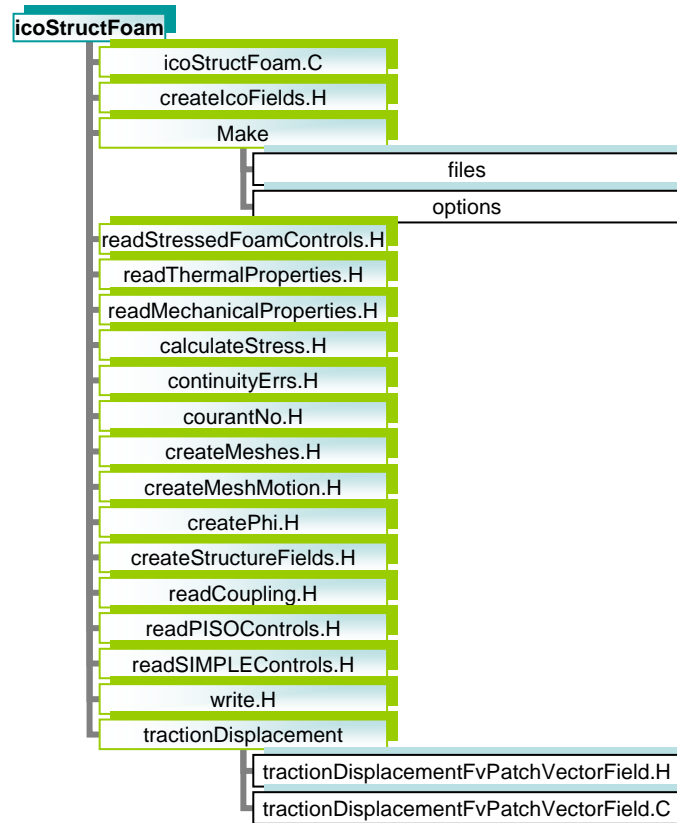 icoStructFoam
icoStructFoam.C
createIcoFields.H
Make
files
options
readStressedFoamControls.H
readThermalProperties.H
readMechanicalProperties.H
calculateStress.H
continuityErrs.H
courantNo.H
createMeshes.H
createMeshMotion.H
createPhi.H
createStructureFields.H
readCoupling.H
readPISOControls.H
readSIMPLEControls.H
write.H
tractionDisplacement
tractionDisplacementFvPatchVectorField.H
tractionDisplacementFvPatchVectorField.C